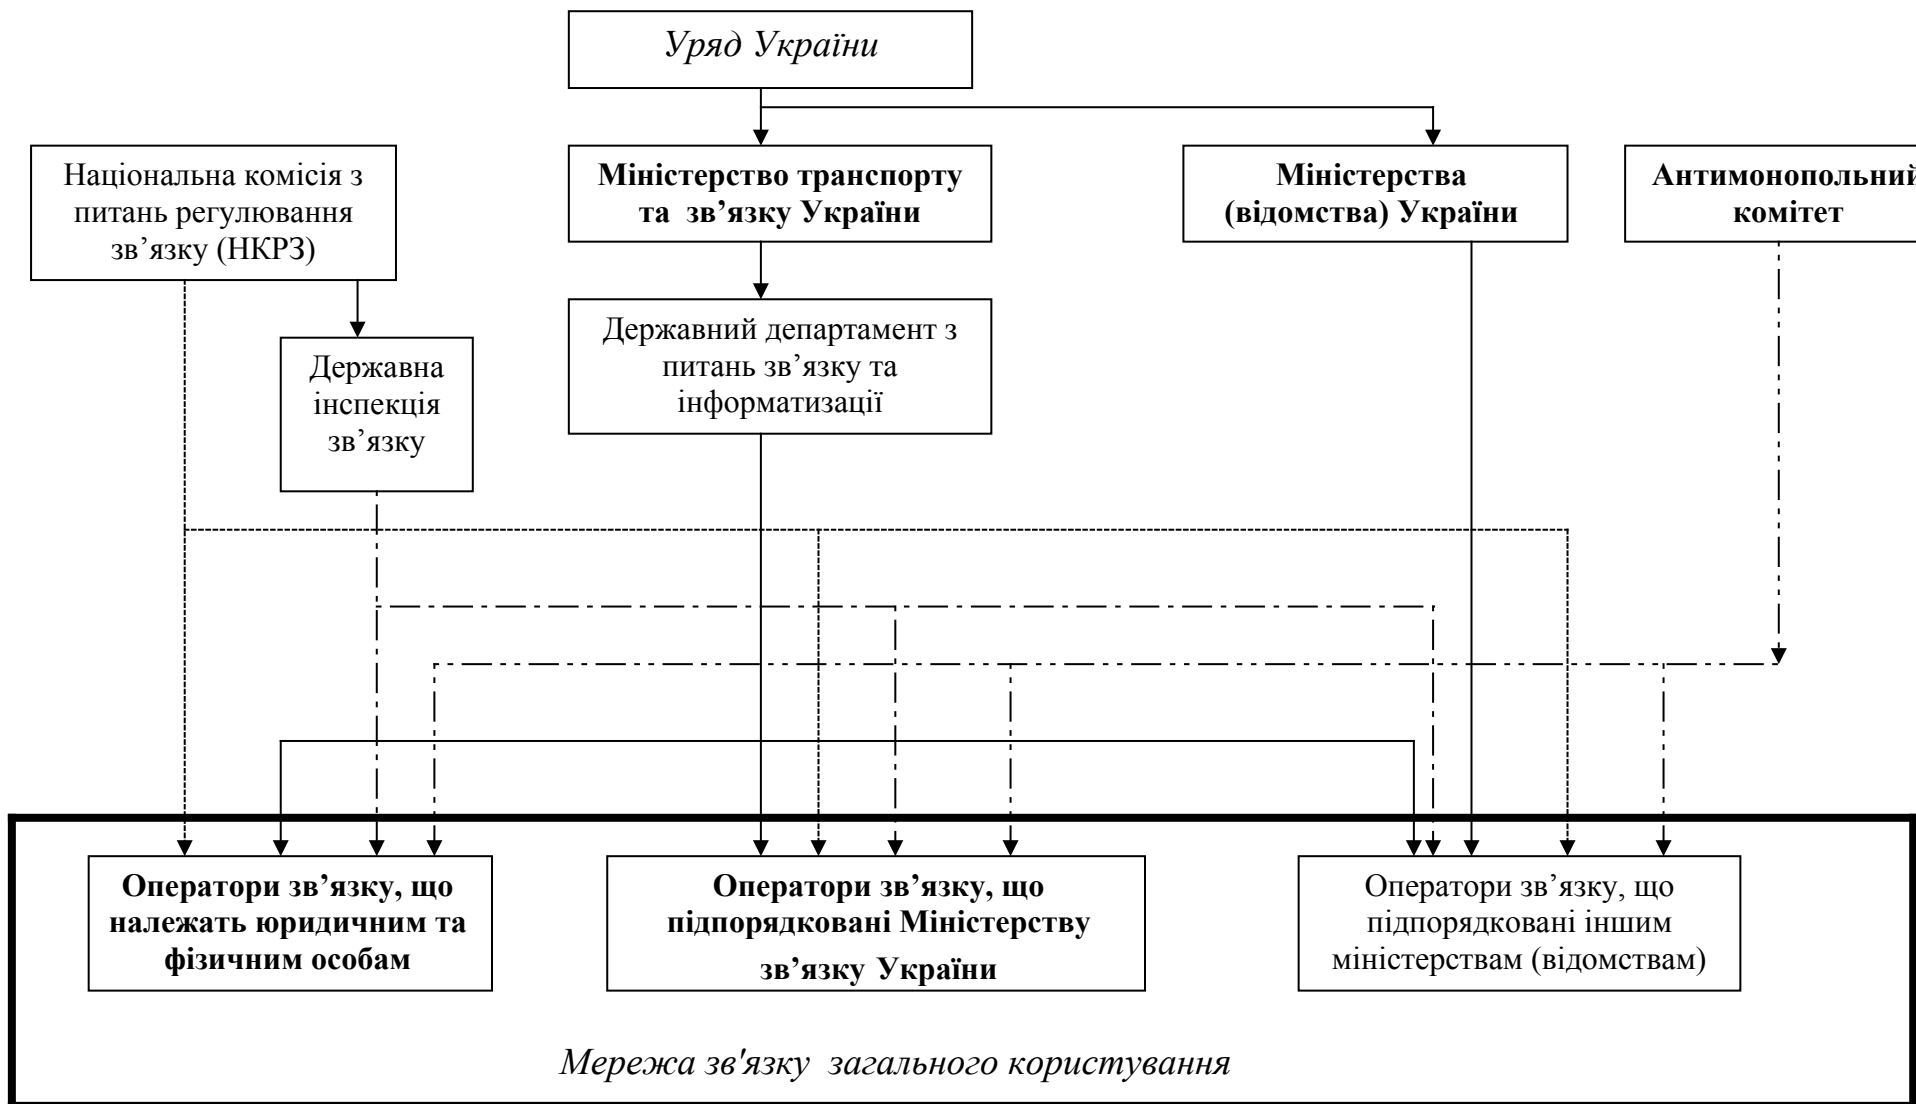 Уряд України
Національна комісія з
питань регулювання
зв’язку (НКРЗ)
Міністерство транспорту
та зв’язку України
Міністерства
(відомства) України
Антимонопольний
комітет
Державна
інспекція
зв’язку
Державний департамент з
питань зв’язку та
інформатизації
Оператори зв’язку, що
належать юридичним та
фізичним особам
Оператори зв’язку, що
підпорядковані Міністерству
зв’язку України
Оператори зв’язку, що
підпорядковані іншим
міністерствам (відомствам)
Мережа зв'язку загального користування